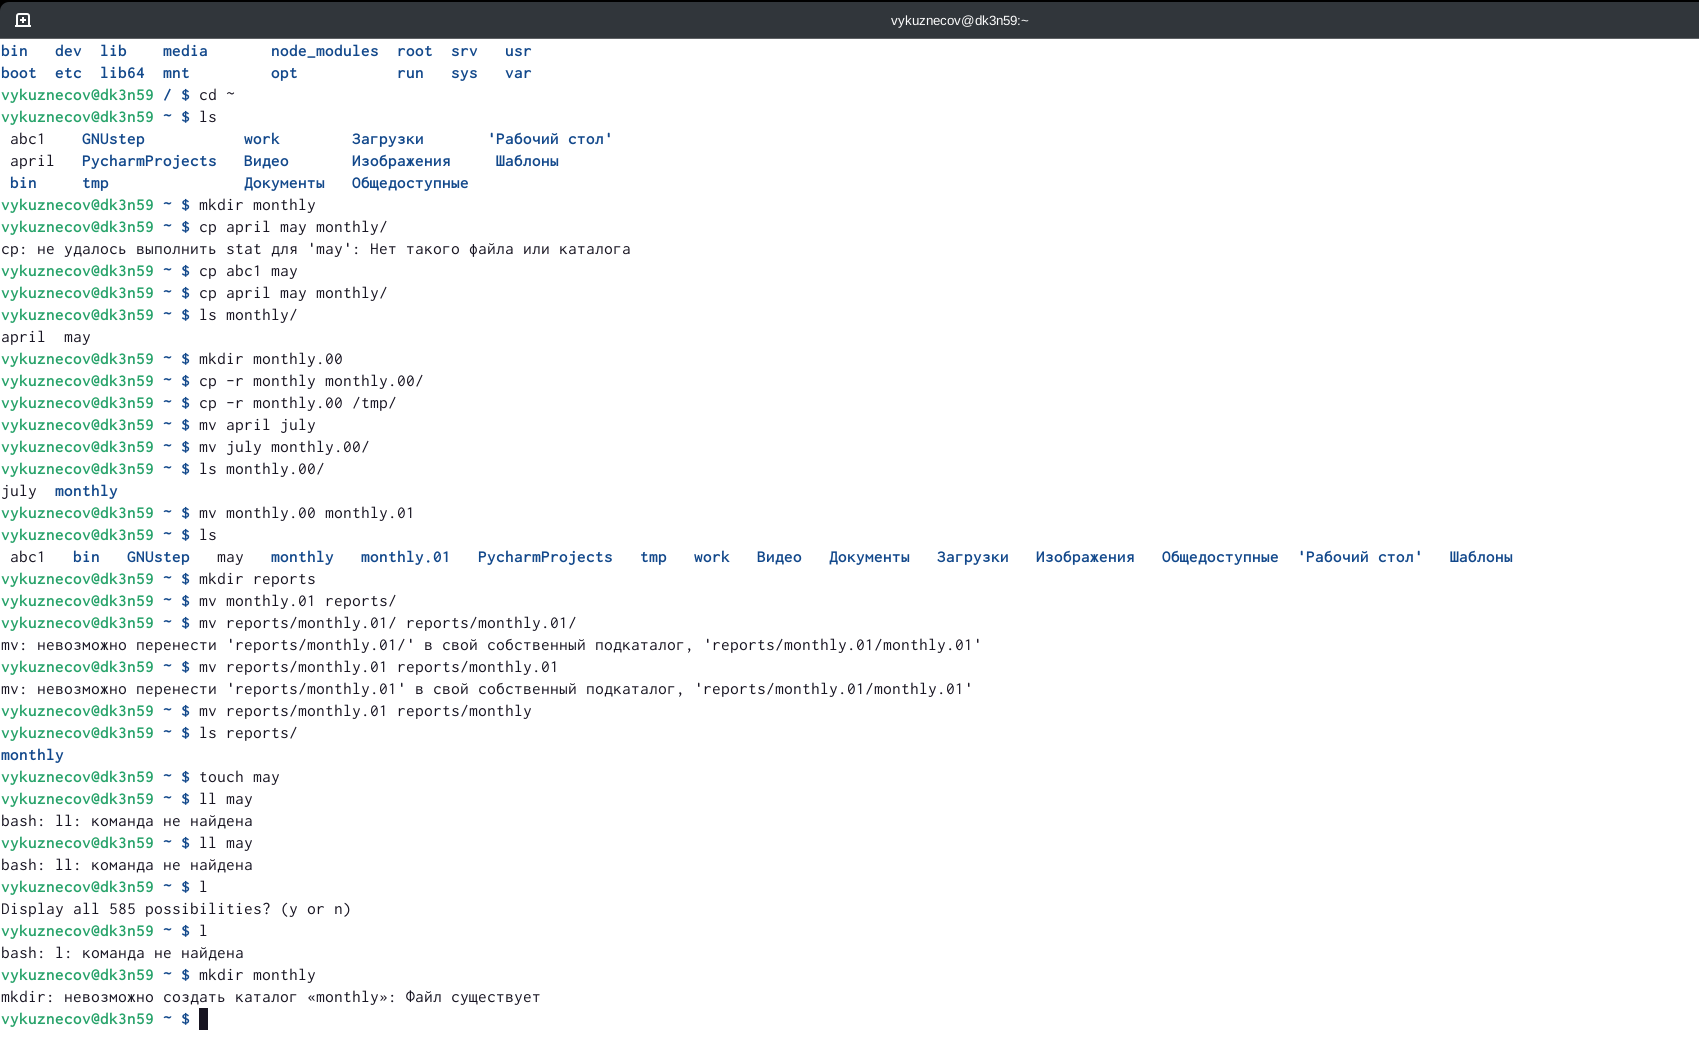 vykuznecov@dk3n59:~
bin   dev  lib    media       node_modules  root  srv   usr
boot  etc  lib64  mnt         opt           run   sys   var
vykuznecov@dk3n59 / $ cd ~
vykuznecov@dk3n59 ~ $ ls
 abc1    GNUstep           work        Загрузки       'Рабочий стол'
 april   PycharmProjects   Видео       Изображения     Шаблоны
 bin     tmp               Документы   Общедоступные
vykuznecov@dk3n59 ~ $ mkdir monthly
vykuznecov@dk3n59 ~ $ cp april may monthly/
cp: не удалось выполнить stat для 'may': Нет такого файла или каталога
vykuznecov@dk3n59 ~ $ cp abc1 may
vykuznecov@dk3n59 ~ $ cp april may monthly/
vykuznecov@dk3n59 ~ $ ls monthly/
april  may
vykuznecov@dk3n59 ~ $ mkdir monthly.00
vykuznecov@dk3n59 ~ $ cp -r monthly monthly.00/
vykuznecov@dk3n59 ~ $ cp -r monthly.00 /tmp/
vykuznecov@dk3n59 ~ $ mv april july
vykuznecov@dk3n59 ~ $ mv july monthly.00/
vykuznecov@dk3n59 ~ $ ls monthly.00/
july  monthly
vykuznecov@dk3n59 ~ $ mv monthly.00 monthly.01
vykuznecov@dk3n59 ~ $ ls
 abc1   bin   GNUstep   may   monthly   monthly.01   PycharmProjects   tmp   work   Видео   Документы   Загрузки   Изображения   Общедоступные  'Рабочий стол'   Шаблоны
vykuznecov@dk3n59 ~ $ mkdir reports
vykuznecov@dk3n59 ~ $ mv monthly.01 reports/
vykuznecov@dk3n59 ~ $ mv reports/monthly.01/ reports/monthly.01/
mv: невозможно перенести 'reports/monthly.01/' в свой собственный подкаталог, 'reports/monthly.01/monthly.01'
vykuznecov@dk3n59 ~ $ mv reports/monthly.01 reports/monthly.01
mv: невозможно перенести 'reports/monthly.01' в свой собственный подкаталог, 'reports/monthly.01/monthly.01'
vykuznecov@dk3n59 ~ $ mv reports/monthly.01 reports/monthly
vykuznecov@dk3n59 ~ $ ls reports/
monthly
vykuznecov@dk3n59 ~ $ touch may
vykuznecov@dk3n59 ~ $ ll may
bash: ll: команда не найдена
vykuznecov@dk3n59 ~ $ ll may
bash: ll: команда не найдена
vykuznecov@dk3n59 ~ $ l
Display all 585 possibilities? (y or n)
vykuznecov@dk3n59 ~ $ l
bash: l: команда не найдена
vykuznecov@dk3n59 ~ $ mkdir monthly
mkdir: невозможно создать каталог «monthly»: Файл существует
vykuznecov@dk3n59 ~ $